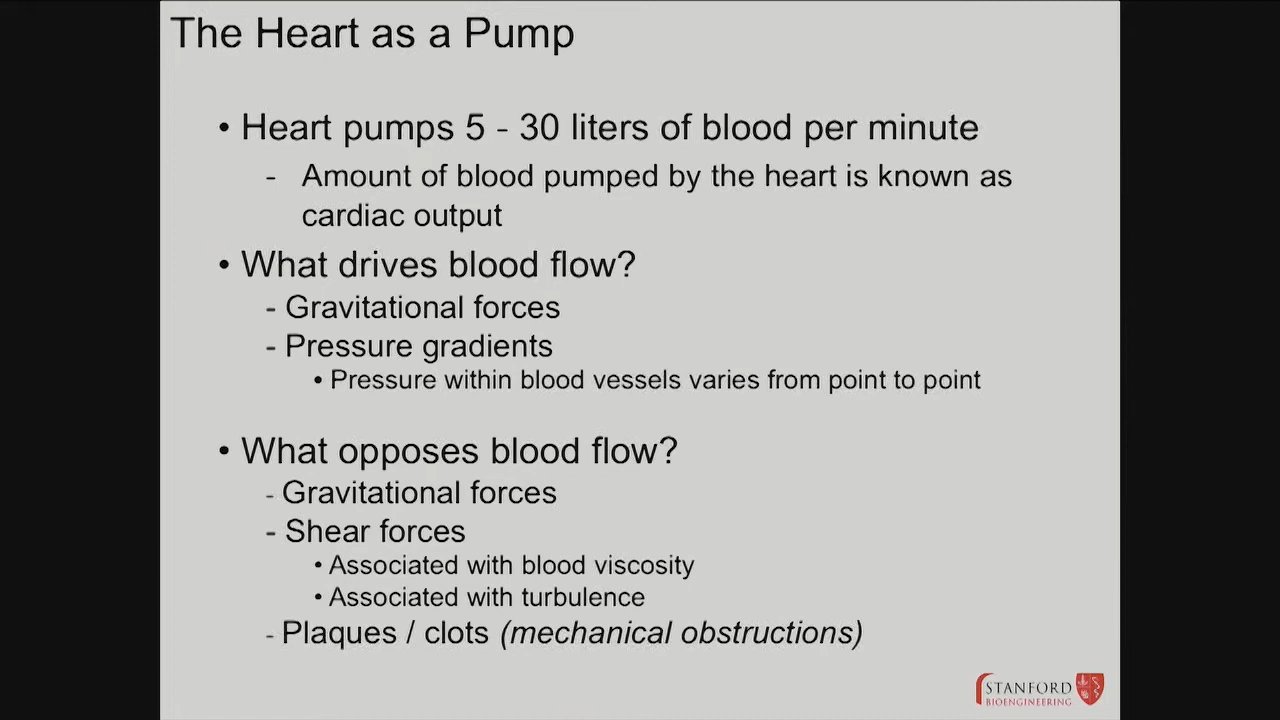 The Heart as a Pump
• Heart pumps 5 - 30 liters of blood per minute
- Amount of blood pumped by the heart is known as
cardiac output
• What drives blood flow?
- Gravitational forces
- Pressure gradients
• Pressure within blood vessels varies from point to point
• What opposes blood flow?
- Gravitational forces
- Shear forces
• Associated with blood viscosity
• Associated with turbulence
- Plaques / clots (mechanical obstructions)
STANFORD
BIOENGINEERING